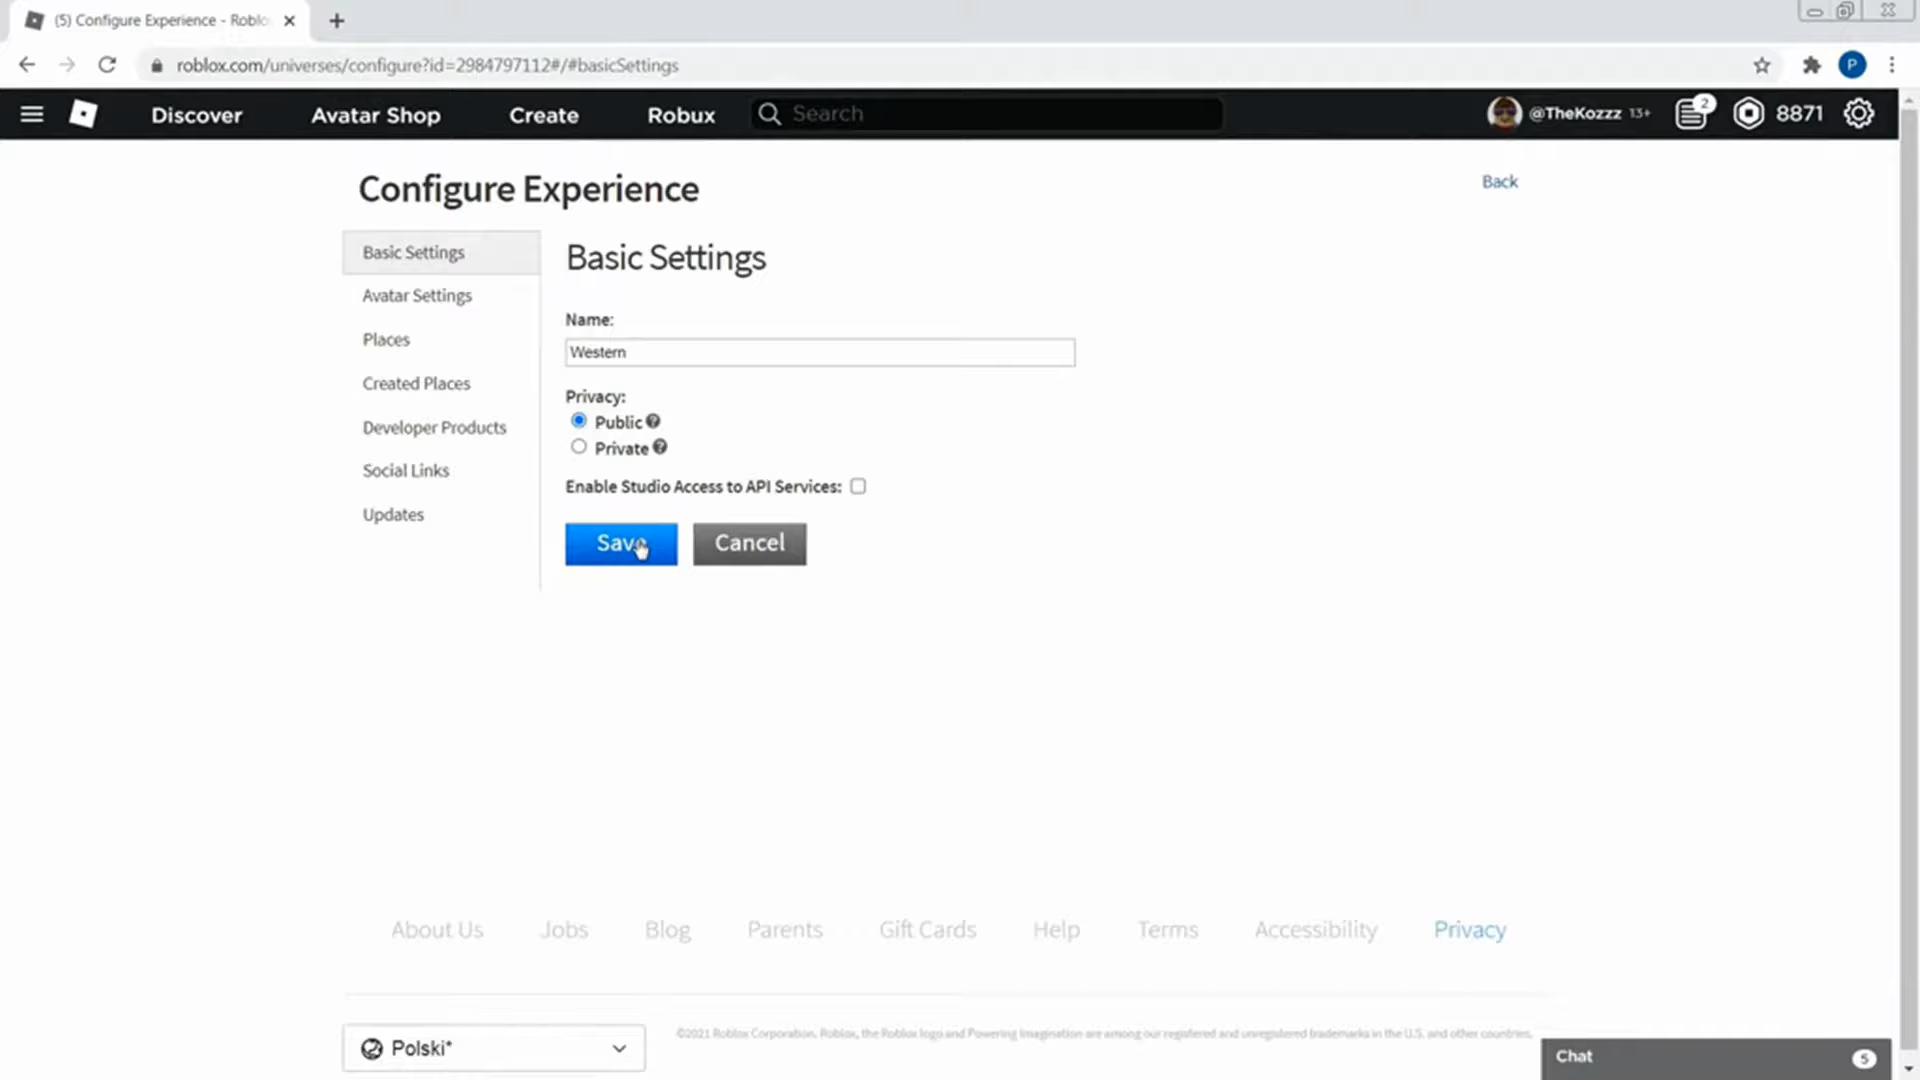 (5) Configure Experience - Roblo
roblox.com/universes/configure?id=2984797112#/#basicSettings
P
Discover
Avatar Shop
Create
Robux
Search
@TheKozzz 13+
2
8871
Configure Experience
Back
Basic Settings
Avatar Settings
Places
Created Places
Developer Products
Social Links
Updates
Basic Settings
Name:
Western
Privacy:
Public
Private
Enable Studio Access to API Services:
Save
Cancel
About Us
Jobs
Blog
Parents
Gift Cards
Help
Terms
Accessibility
Privacy
Polski*
©2021 Roblox Corporation. Roblox, the Roblox logo and Powering Imagination are among our registered and unregistered trademarks in the U.S. and other countries.
Chat
5